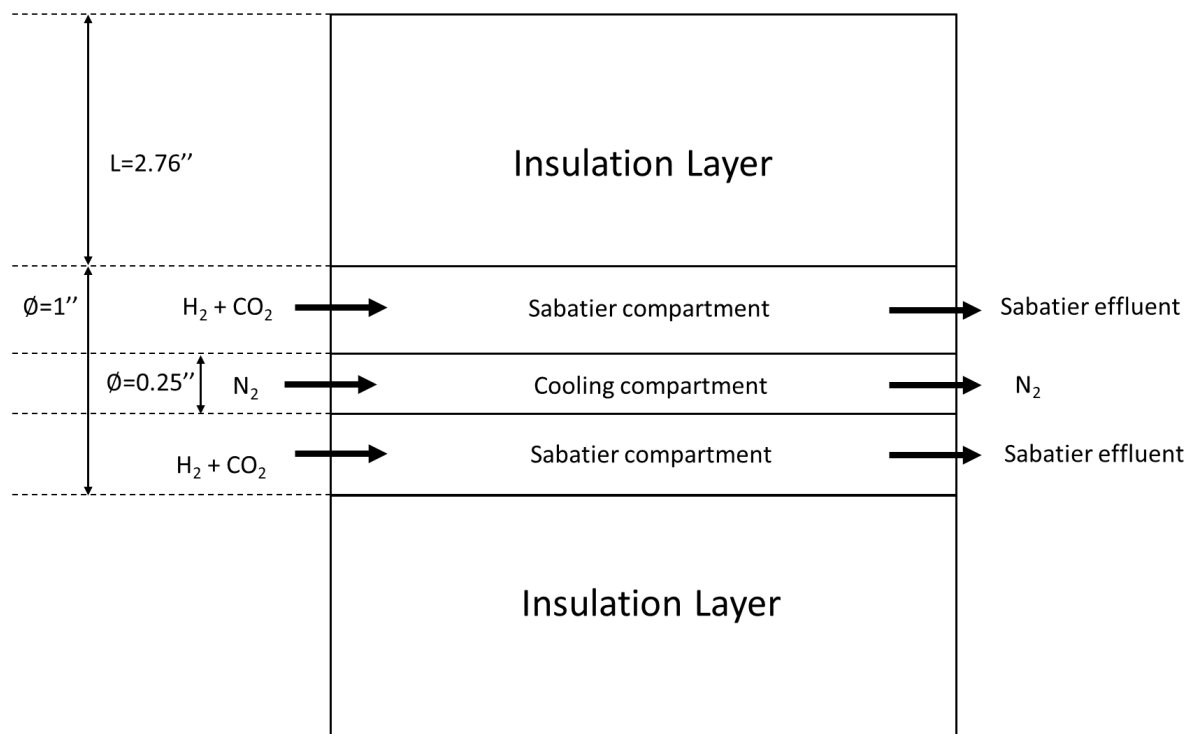 Insulation Layer
L=2.76’’
Ø=1’’
H₂ + CO₂
Sabatier compartment
Sabatier effluent
Ø=0.25’’
N₂
Cooling compartment
N₂
H₂ + CO₂
Sabatier compartment
Sabatier effluent
Insulation Layer